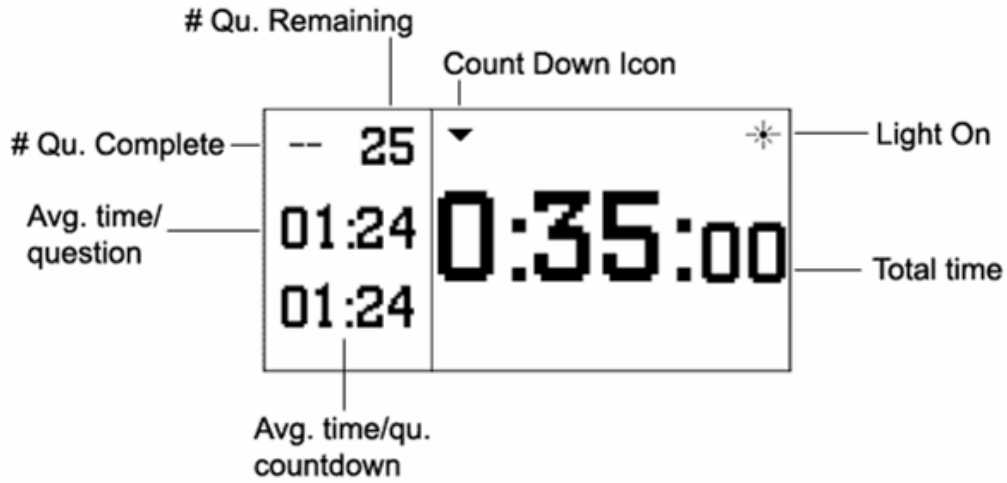 # Qu. Remaining
Count Down Icon
# Qu. Complete
-- 25
Light On
Avg. time/
question
01:24
0:35:00
Total time
01:24
Avg. time/qu.
countdown